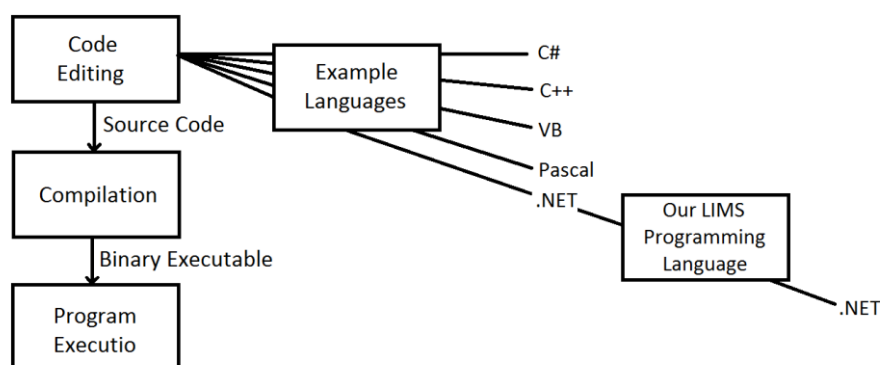 Code
Editing
Example
Languages
C#
C++
VB
Pascal
.NET
Source Code
Compilation
Our LIMS
Programming
Language
.NET
Binary Executable
Program
Executio